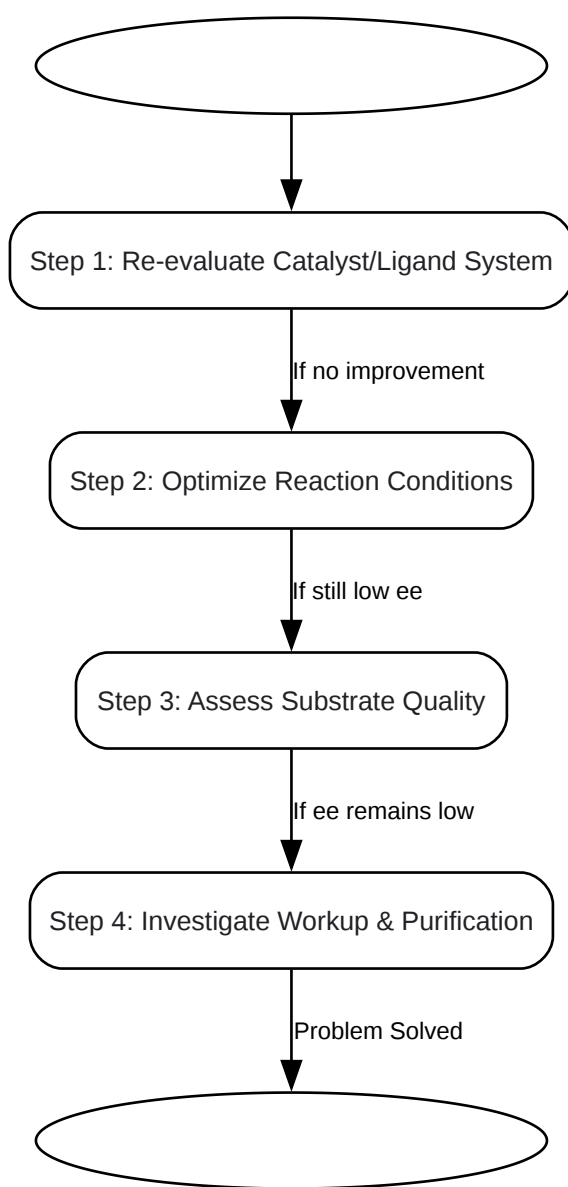 Step 1: Re-evaluate Catalyst/Ligand System
If no improvement
Step 2: Optimize Reaction Conditions
If still low ee
Step 3: Assess Substrate Quality
If ee remains low
Step 4: Investigate Workup & Purification
Problem Solved